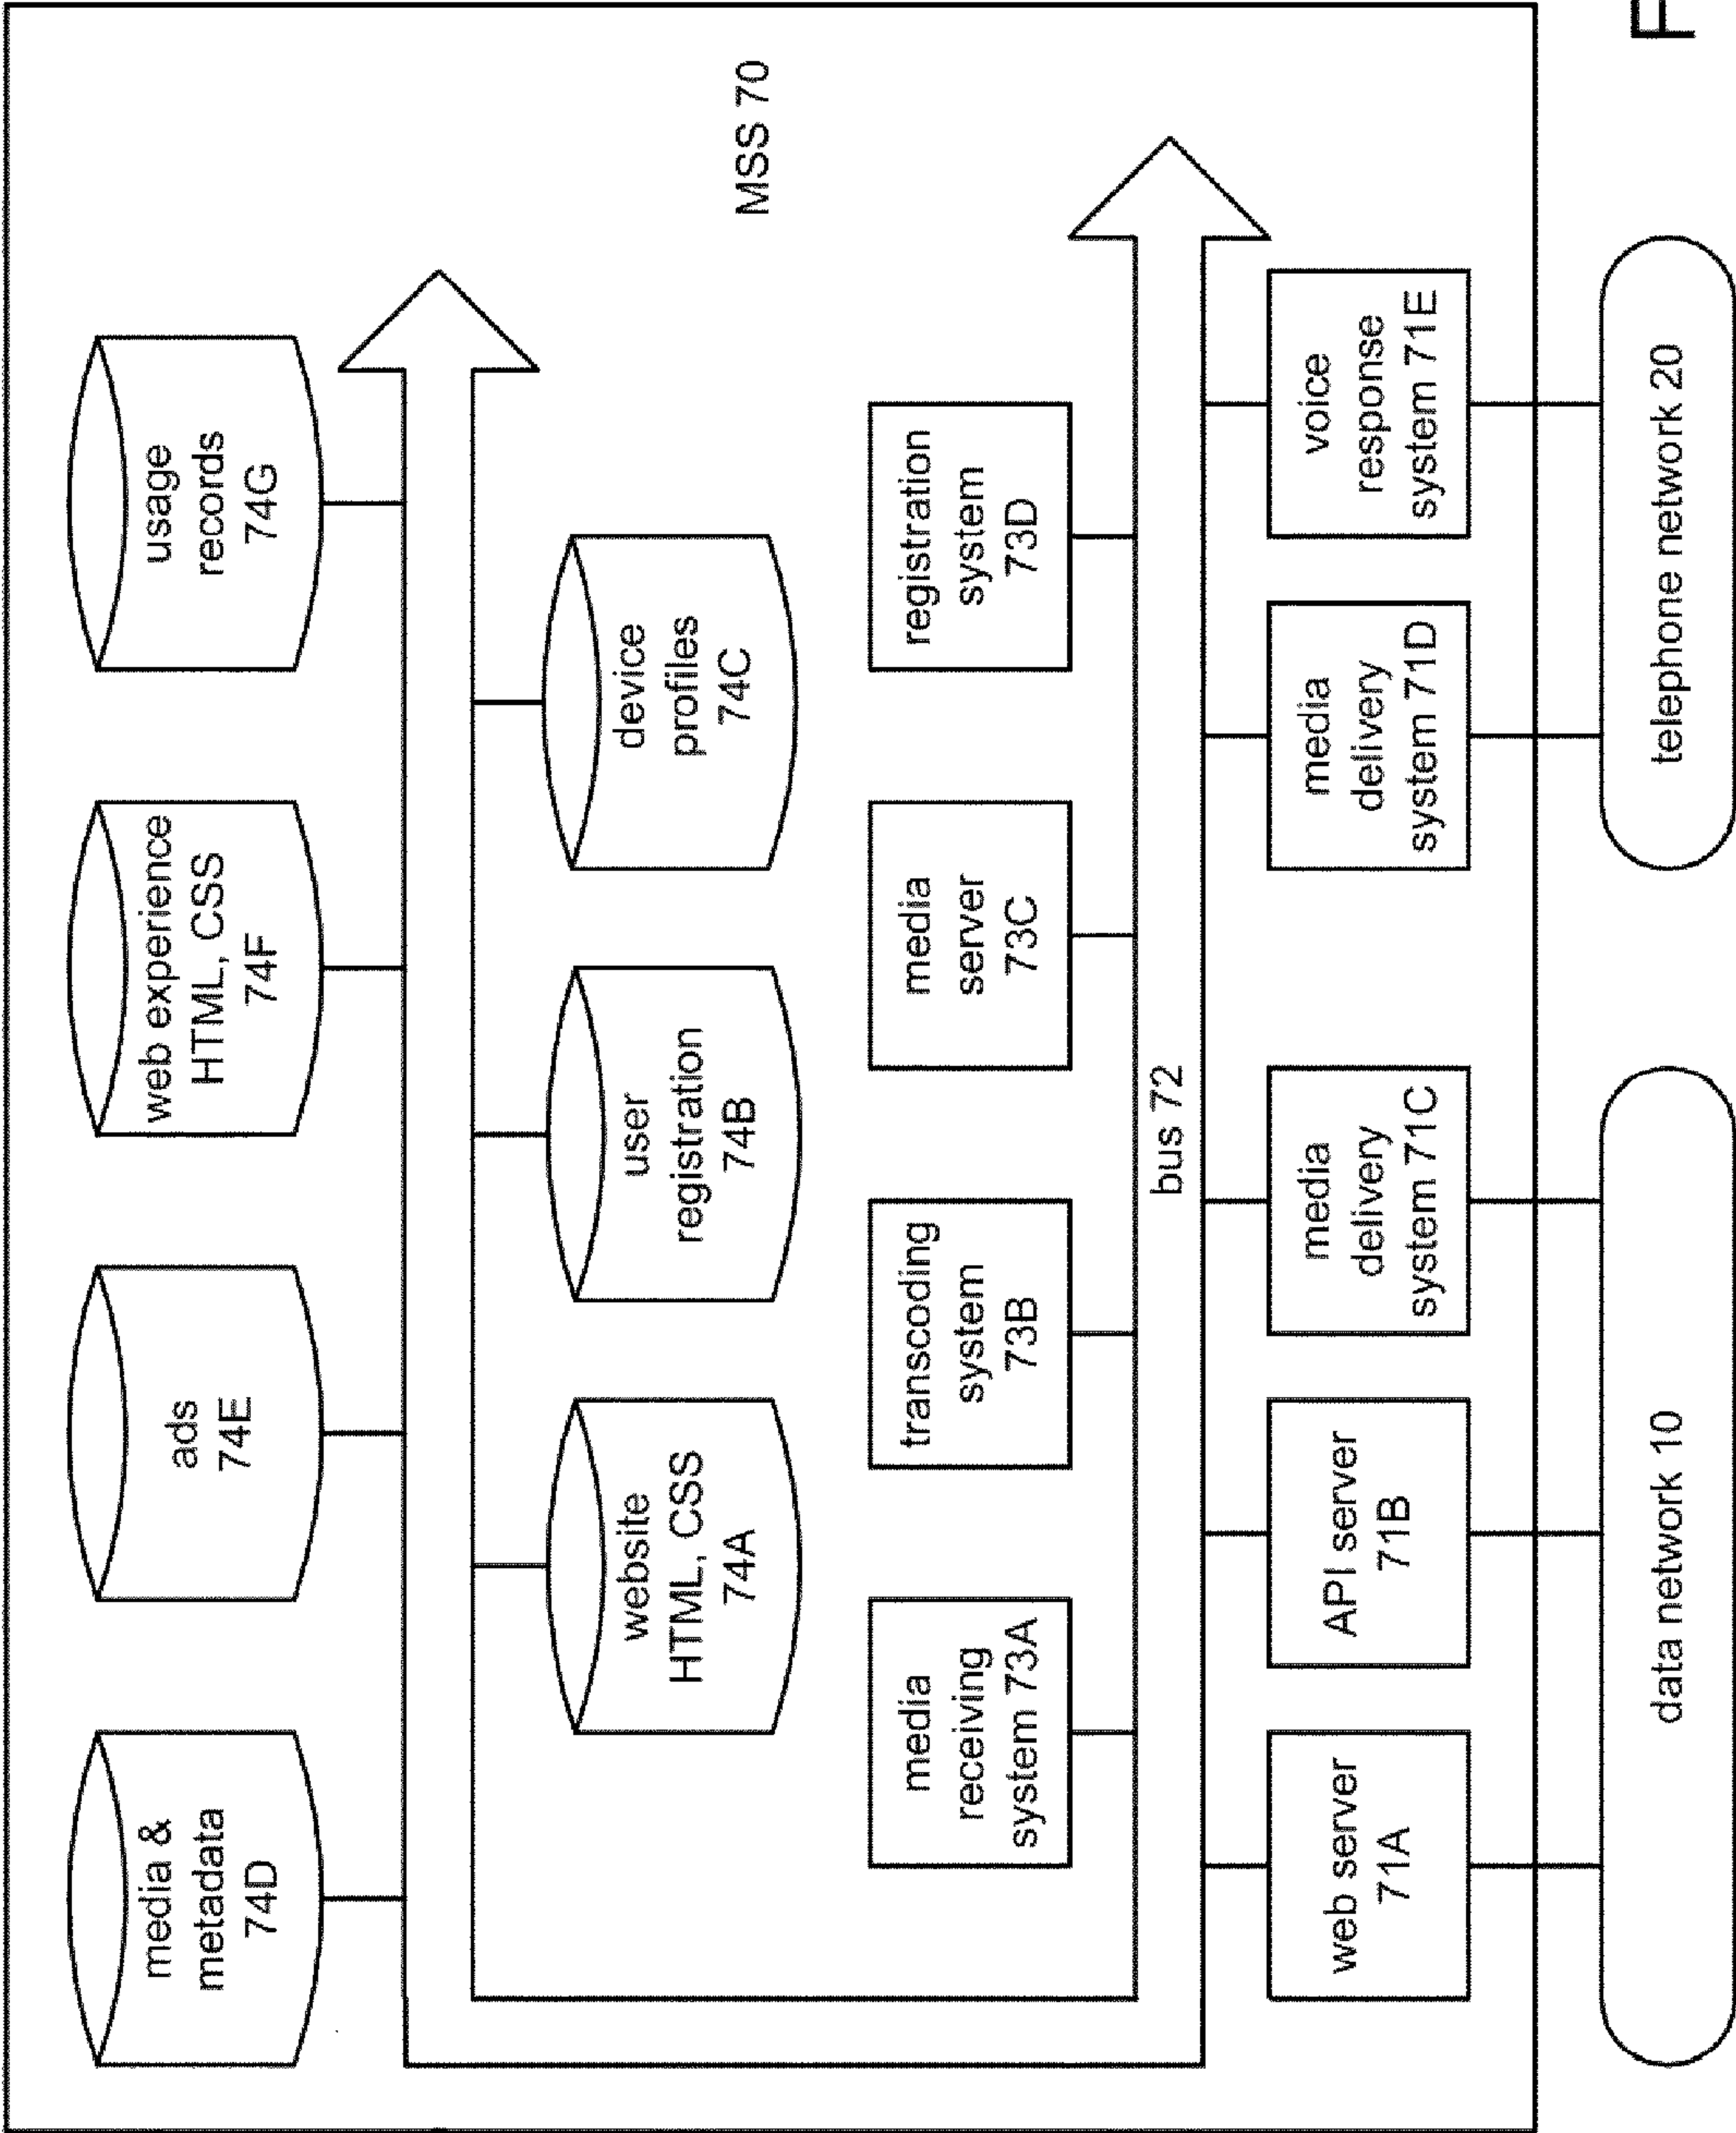 media &
metadata
74D
ads
74E
web experience
HTML, CSS
74F
usage
records
74G
website
HTML, CSS
74A
user
registration
74B
device
profiles
74C
MSS 70
media
receiving
system 73A
transcoding
system
73B
media
server
73C
registration
system
73D
bus 72
web server
71A
API server
71B
media
delivery
system 71C
media
delivery
system 71D
voice
response
system 71E
data network 10
telephone network 20
F